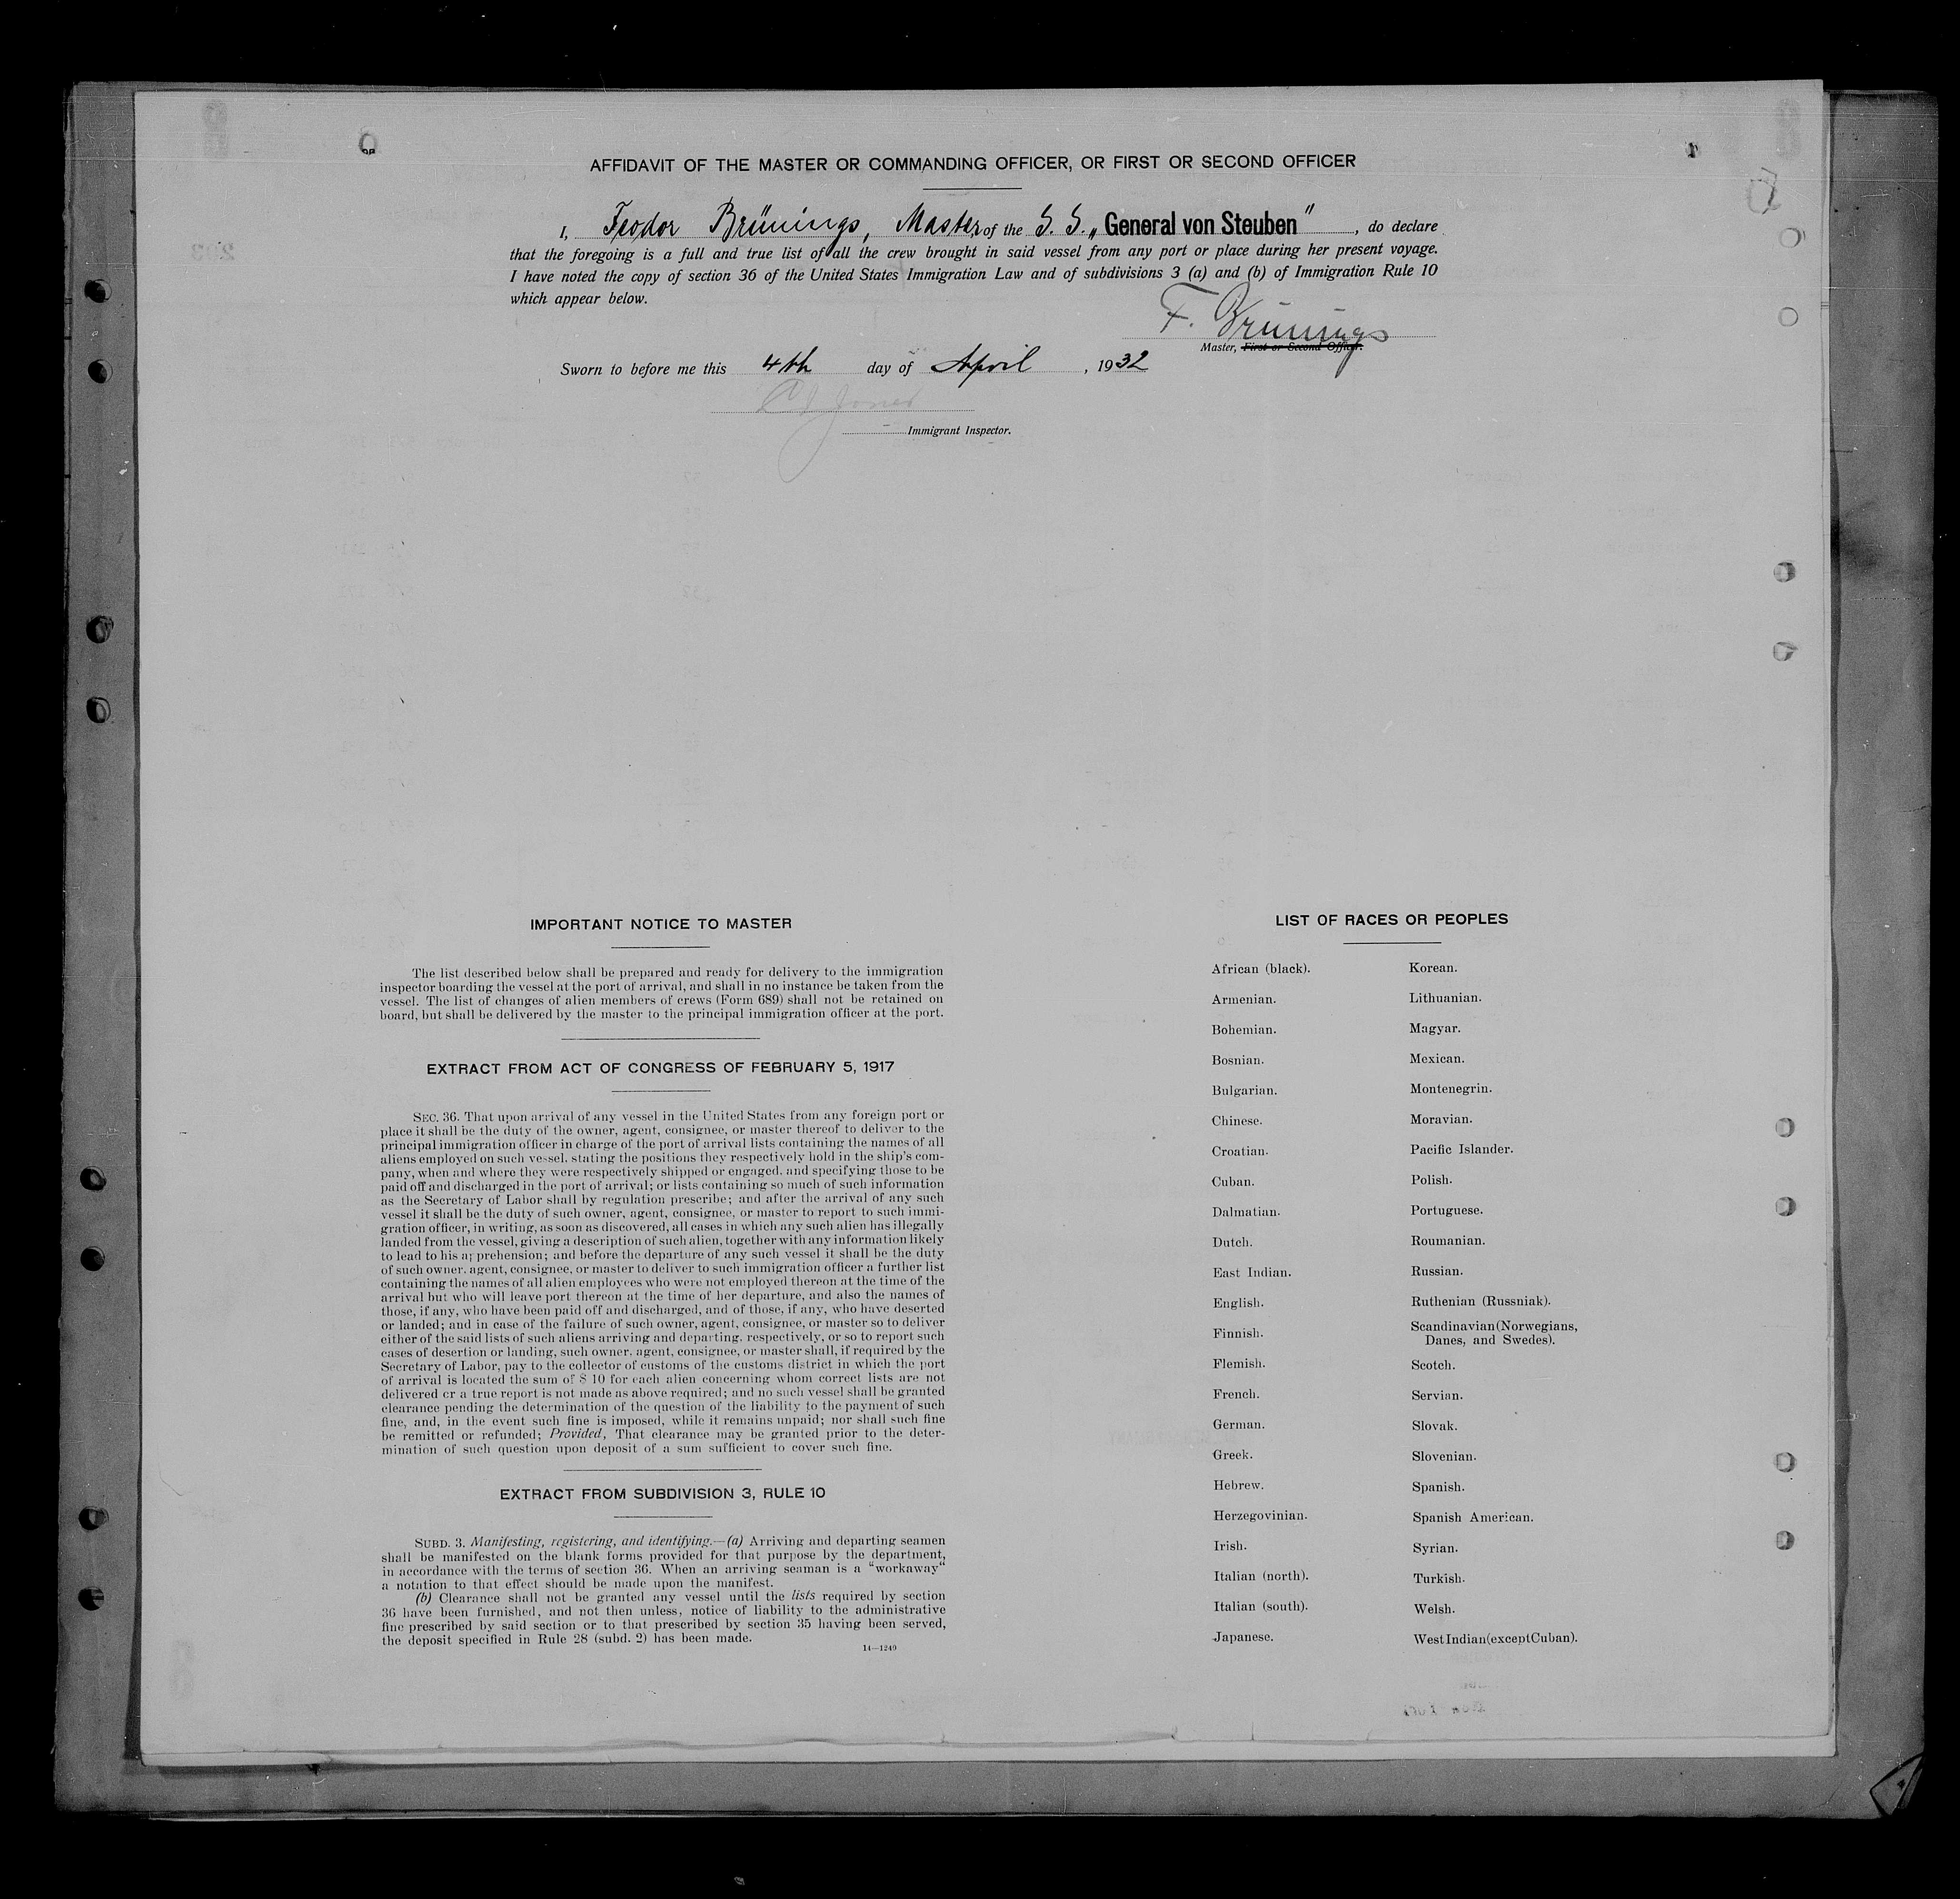 AFFIDAVIT OF THE MASTER OR COMMANDING OFFICER, OR FIRST OR SECOND OFFICER
I, Feodor Brünings, Master, of the S. S. „General von Steuben“, do declare
that the foregoing is a full and true list of all the crew brought in said vessel from any port or place during her present voyage.
I have noted the copy of section 36 of the United States Immigration Law and of subdivisions 3 (a) and (b) of Immigration Rule 10
which appear below.
F. Brünings
Master, First or Second Officer.
Sworn to before me this 4th day of April, 1932
Jones
Immigrant Inspector.
IMPORTANT NOTICE TO MASTER
The list described below shall be prepared and ready for delivery to the immigration
inspector boarding the vessel at the port of arrival, and shall in no instance be taken from the
vessel. The list of changes of alien members of crews (Form 689) shall not be retained on
board, but shall be delivered by the master to the principal immigration officer at the port.
EXTRACT FROM ACT OF CONGRESS OF FEBRUARY 5, 1917
SEC. 36. That upon arrival of any vessel in the United States from any foreign port or
place it shall be the duty of the owner, agent, consignee, or master thereof to deliver to the
principal immigration officer in charge of the port of arrival lists containing the names of all
aliens employed on such vessel, stating the positions they respectively hold in the ship's com-
pany, when and where they were respectively shipped or engaged, and specifying those to be
paid off and discharged in the port of arrival; or lists containing so much of such information
as the Secretary of Labor shall by regulation prescribe; and after the arrival of any such
vessel it shall be the duty of such owner, agent, consignee, or master to report to such immi-
gration officer, in writing, as soon as discovered, all cases in which any such alien has illegally
landed from the vessel, giving a description of such alien, together with any information likely
to lead to his apprehension; and before the departure of any such vessel it shall be the duty
of such owner, agent, consignee, or master to deliver to such immigration officer a further list
containing the names of all alien employees who were not employed thereon at the time of the
arrival but who will leave port thereon at the time of her departure, and also the names of
those, if any, who have been paid off and discharged, and of those, if any, who have deserted
or landed; and in case of the failure of such owner, agent, consignee, or master so to deliver
either of the said lists of such aliens arriving and departing, respectively, or so to report such
cases of desertion or landing, such owner, agent, consignee, or master shall, if required by the
Secretary of Labor, pay to the collector of customs of the customs district in which the port
of arrival is located the sum of $ 10 for each alien concerning whom correct lists are not
delivered or a true report is not made as above required; and no such vessel shall be granted
clearance pending the determination of the question of the liability to the payment of such
fine, and, in the event such fine is imposed, while it remains unpaid; nor shall such fine
be remitted or refunded; Provided, That clearance may be granted prior to the deter-
mination of such question upon deposit of a sum sufficient to cover such fine.
EXTRACT FROM SUBDIVISION 3, RULE 10
SUBD. 3. Manifesting, registering, and identifying.—(a) Arriving and departing seamen
shall be manifested on the blank forms provided for that purpose by the department,
in accordance with the terms of section 36. When an arriving seaman is a “workaway“
a notation to that effect should be made upon the manifest.
(b) Clearance shall not be granted any vessel until the lists required by section
36 have been furnished, and not then unless, notice of liability to the administrative
fine prescribed by said section or to that prescribed by section 35 having been served,
the deposit specified in Rule 28 (subd. 2) has been made.
14—1240
LIST OF RACES OR PEOPLES
African (black).
Armenian.
Bohemian.
Bosnian.
Bulgarian.
Chinese.
Croatian.
Cuban.
Dalmatian.
Dutch.
East Indian.
English.
Finnish.
Flemish.
French.
German.
Greek.
Hebrew.
Herzegovinian.
Irish.
Italian (north).
Italian (south).
Japanese.
Korean.
Lithuanian.
Magyar.
Mexican.
Montenegrin.
Moravian.
Pacific Islander.
Polish.
Portuguese.
Roumanian.
Russian.
Ruthenian (Russniak).
Scandinavian (Norwegians,
Danes, and Swedes).
Scotch.
Servian.
Slovak.
Slovenian.
Spanish.
Spanish American.
Syrian.
Turkish.
Welsh.
West Indian (except Cuban).